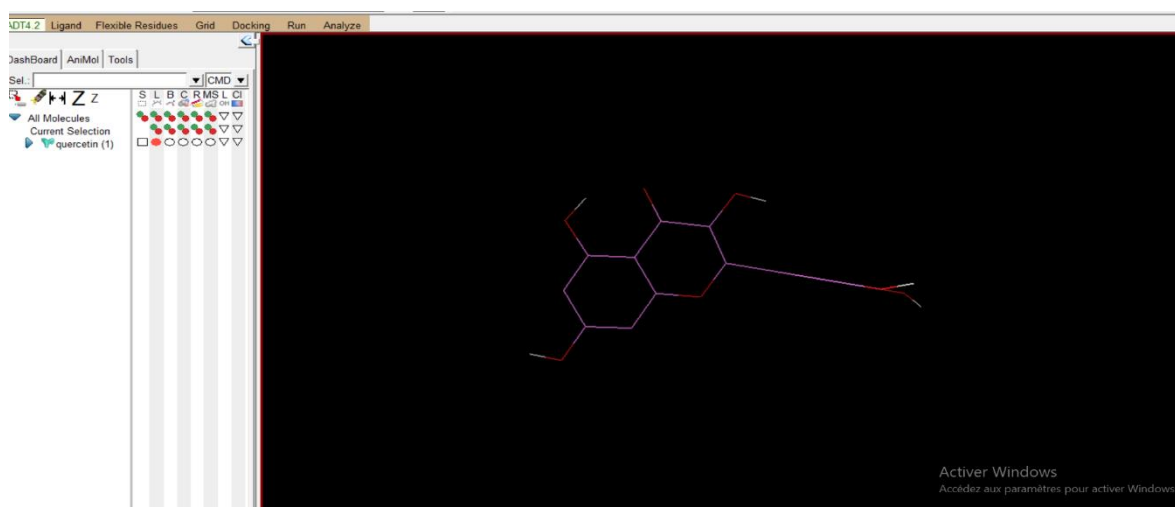 ADT4.2 Ligand Flexible Residues Grid Docking Run Analyze
DashBoard AniMol Tools
Sel.: CMD
Z Z S L B C R MS L Cl
All Molecules
Current Selection
quercetin (1)
Activer Windows
Accédez aux paramètres pour activer Windows